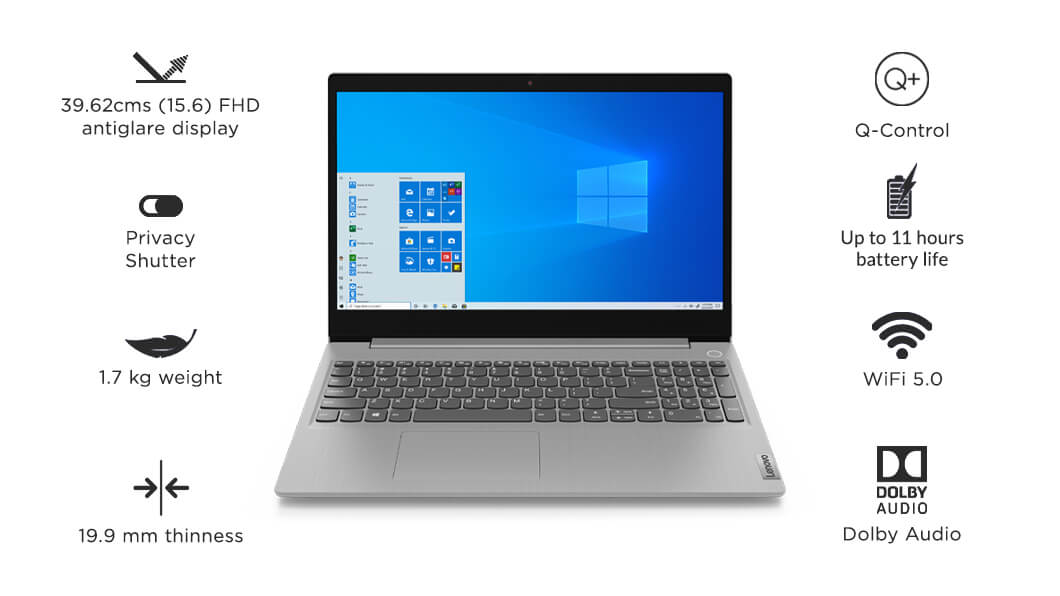 39.62cms (15.6) FHD
antiglare display
Privacy
Shutter
1.7 kg weight
19.9 mm thinness
Lenovo
Q+
Q-Control
Up to 11 hours
battery life
WiFi 5.0
DOLBY
AUDIO
Dolby Audio